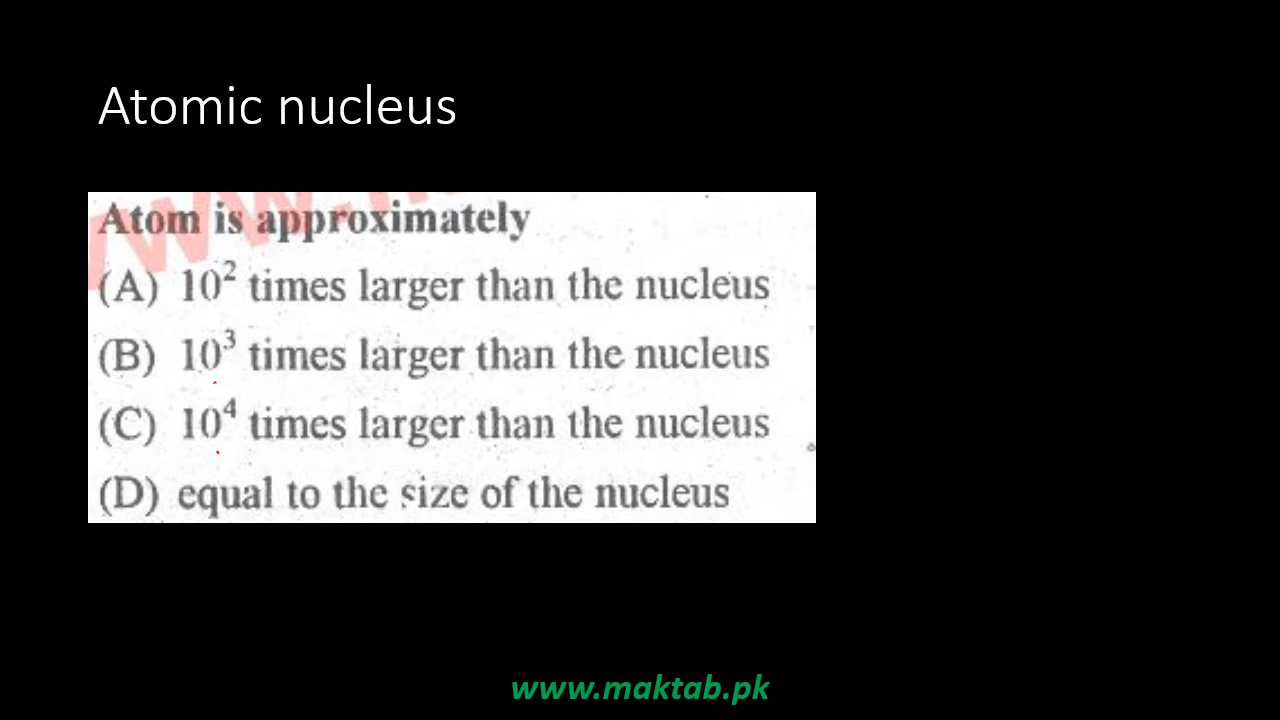 Atomic nucleus
Atom is approximately
(A) 10² times larger than the nucleus
(B) 10³ times larger than the nucleus
(C) 10⁴ times larger than the nucleus
(D) equal to the size of the nucleus
www.maktab.pk